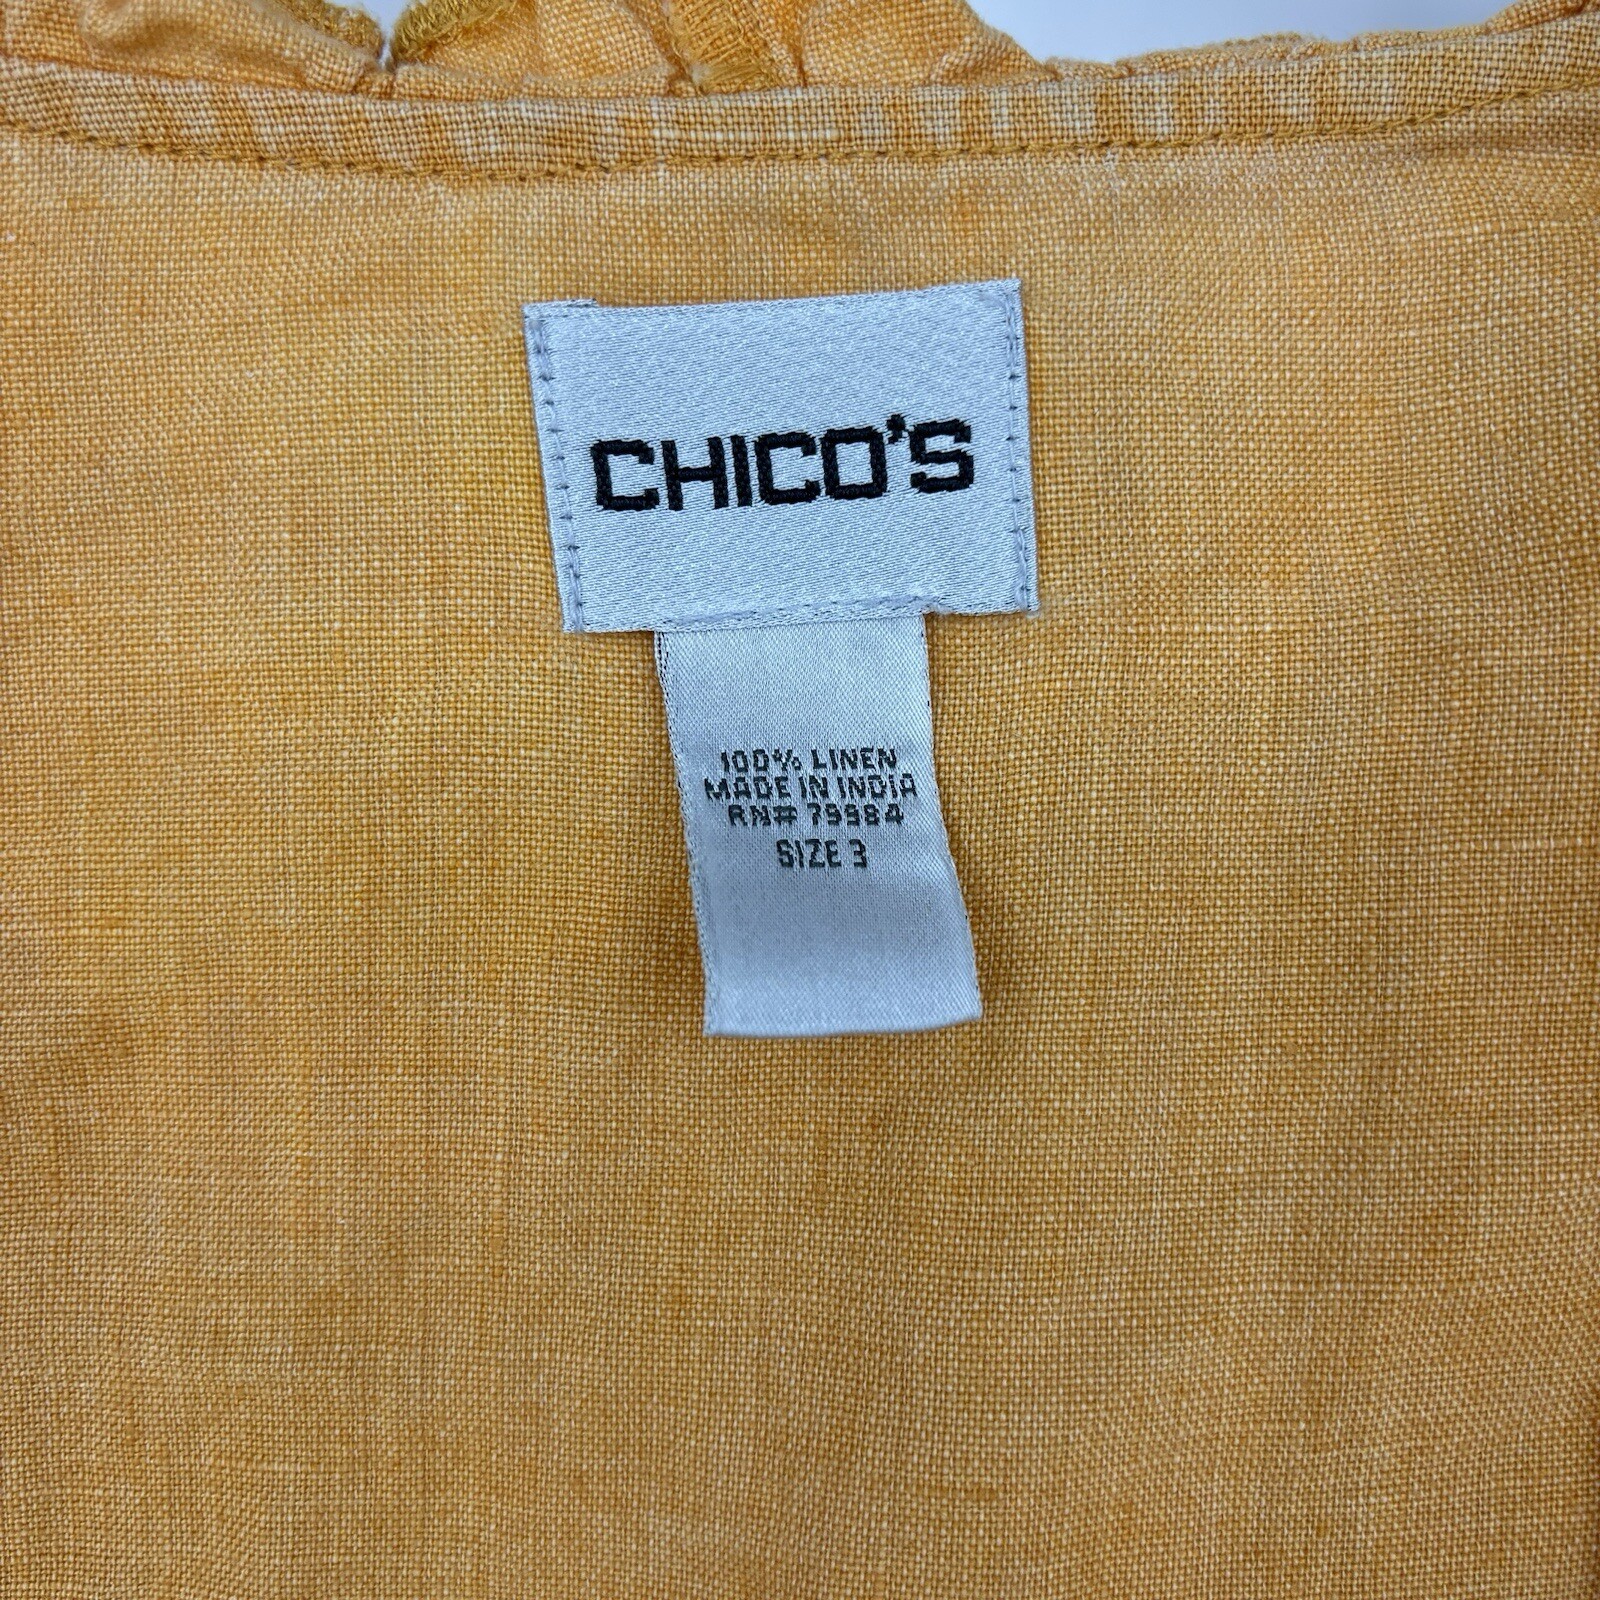 CHICO'S
100% LINEN
MADE IN INDIA
RN# 79984
SIZE 3